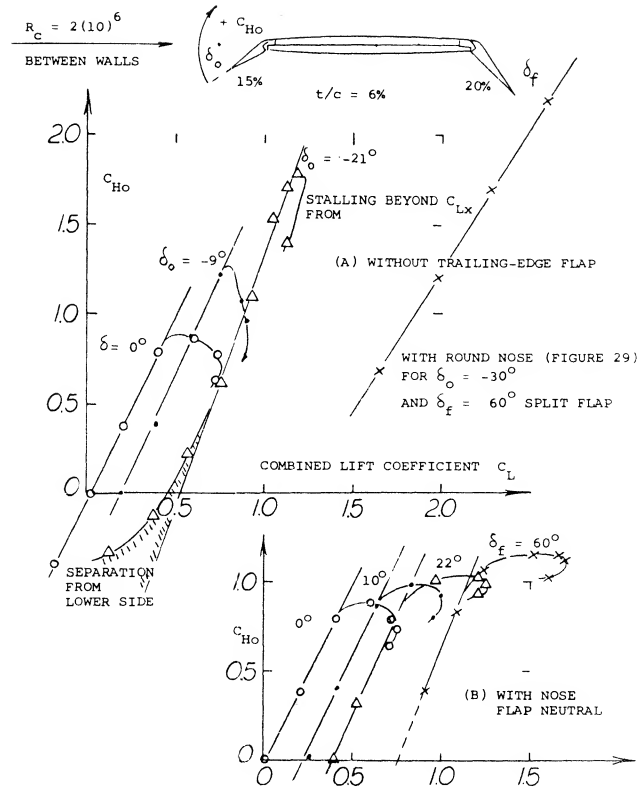 R_c = 2(10)^6
BETWEEN WALLS
+ C_Ho
δ_o
15%
t/c = 6%
20%
δ_f
2.0
C_Ho
1.5
1.0
0.5
0
δ_o = -21°
STALLING BEYOND C_Lx
FROM
δ_o = -9°
(A) WITHOUT TRAILING-EDGE FLAP
δ= 0°
WITH ROUND NOSE (FIGURE 29)
FOR δ_o = -30°
AND δ_f = 60° SPLIT FLAP
COMBINED LIFT COEFFICIENT C_L
0.5
1.0
1.5
2.0
SEPARATION
FROM
LOWER SIDE
δ_f = 60°
22°
10°
0°
1.0
C_Ho
0.5
0
(B) WITH NOSE
FLAP NEUTRAL
0
0.5
1.0
1.5